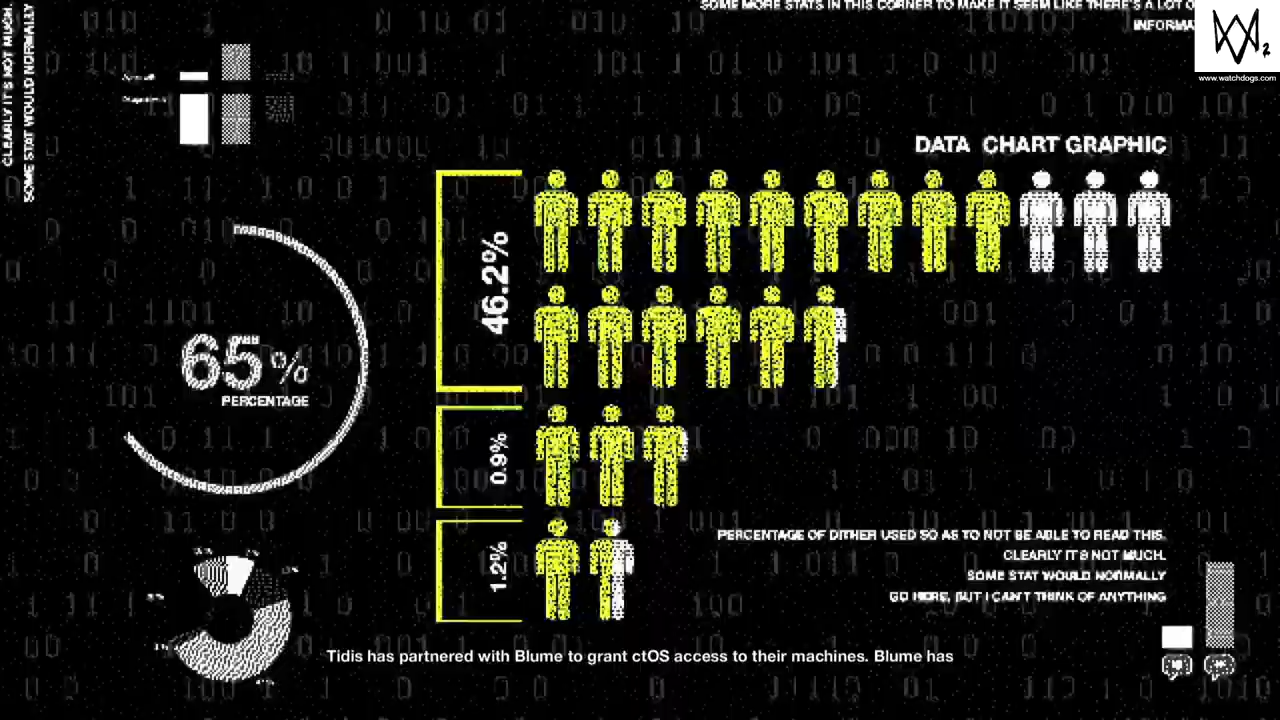 SOME MORE STATS IN THIS CORNER TO MAKE IT SEEM LIKE THERE'S A LOT O
INFORMA
2
www.watchdogs.com
CLEARLY IT'S NOT MUCH.
SOME STAT WOULD NORMALLY
DATA CHART GRAPHIC
46.2%
65%
PERCENTAGE
0.9%
1.2%
PERCENTAGE OF DITHER USED SO AS TO NOT BE ABLE TO READ THIS.
CLEARLY IT'S NOT MUCH.
SOME STAT WOULD NORMALLY
GO HERE, BUT I CAN'T THINK OF ANYTHING
Tidis has partnered with Blume to grant ctOS access to their machines. Blume has